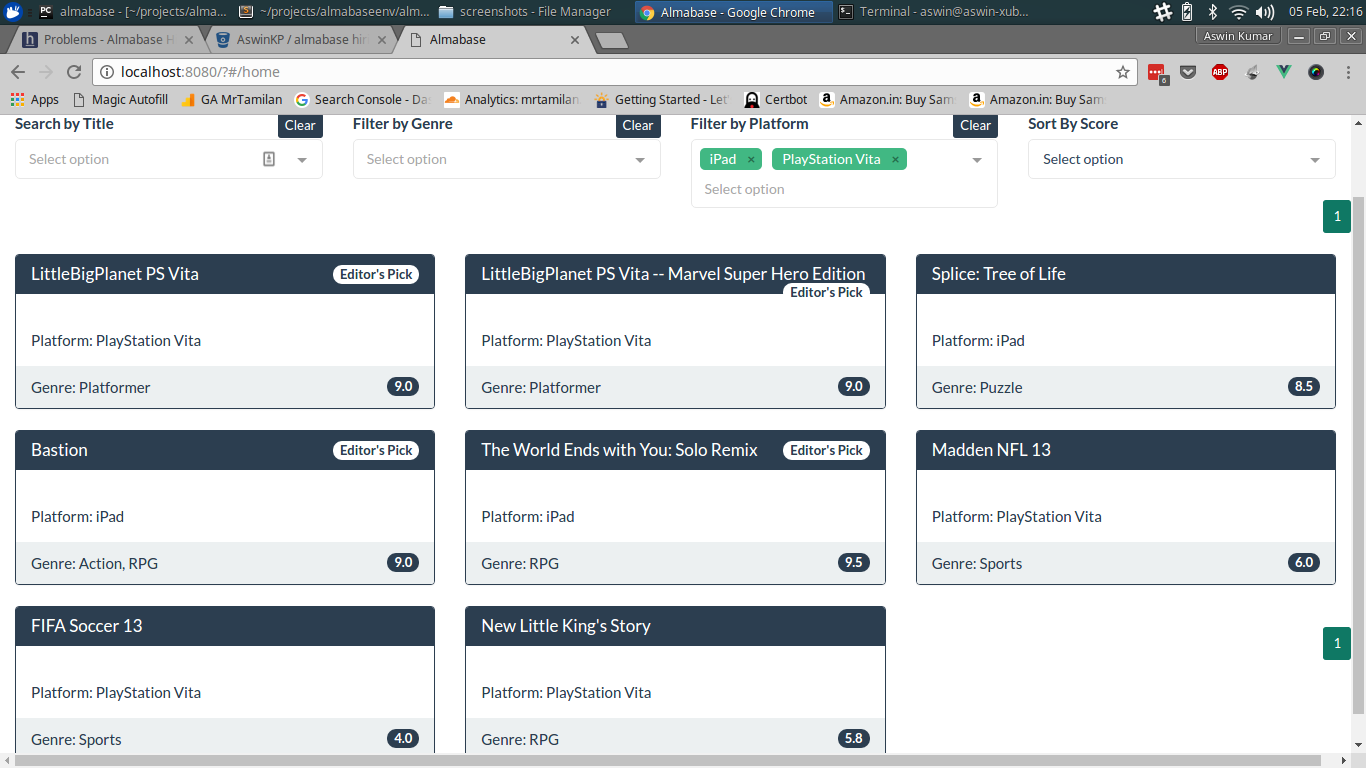 almabase - [~/projects/alma...
~/projects/almabaseenv/alm...
screenshots - File Manager
Almabase - Google Chrome
Terminal - aswin@aswin-xub...
05 Feb, 22:16
Problems - Almabase H
AswinKP / almabase hiri
Almabase
Aswin Kumar
localhost:8080/?#/home
6
ABP
Apps
Magic Autofill
GA MrTamilan
Search Console - Da
Analytics: mrtamilan
Getting Started - Let'
Certbot
Amazon.in: Buy Sam
Amazon.in: Buy Sam
Search by Title
Clear
Filter by Genre
Clear
Filter by Platform
Clear
Sort By Score
Select option
Select option
iPad ×
PlayStation Vita ×
Select option
Select option
1
LittleBigPlanet PS Vita
Editor's Pick
Platform: PlayStation Vita
Genre: Platformer
9.0
LittleBigPlanet PS Vita -- Marvel Super Hero Edition
Editor's Pick
Platform: PlayStation Vita
Genre: Platformer
9.0
Splice: Tree of Life
Platform: iPad
Genre: Puzzle
8.5
Bastion
Editor's Pick
Platform: iPad
Genre: Action, RPG
9.0
The World Ends with You: Solo Remix
Editor's Pick
Platform: iPad
Genre: RPG
9.5
Madden NFL 13
Platform: PlayStation Vita
Genre: Sports
6.0
FIFA Soccer 13
Platform: PlayStation Vita
Genre: Sports
4.0
New Little King's Story
Platform: PlayStation Vita
Genre: RPG
5.8
1